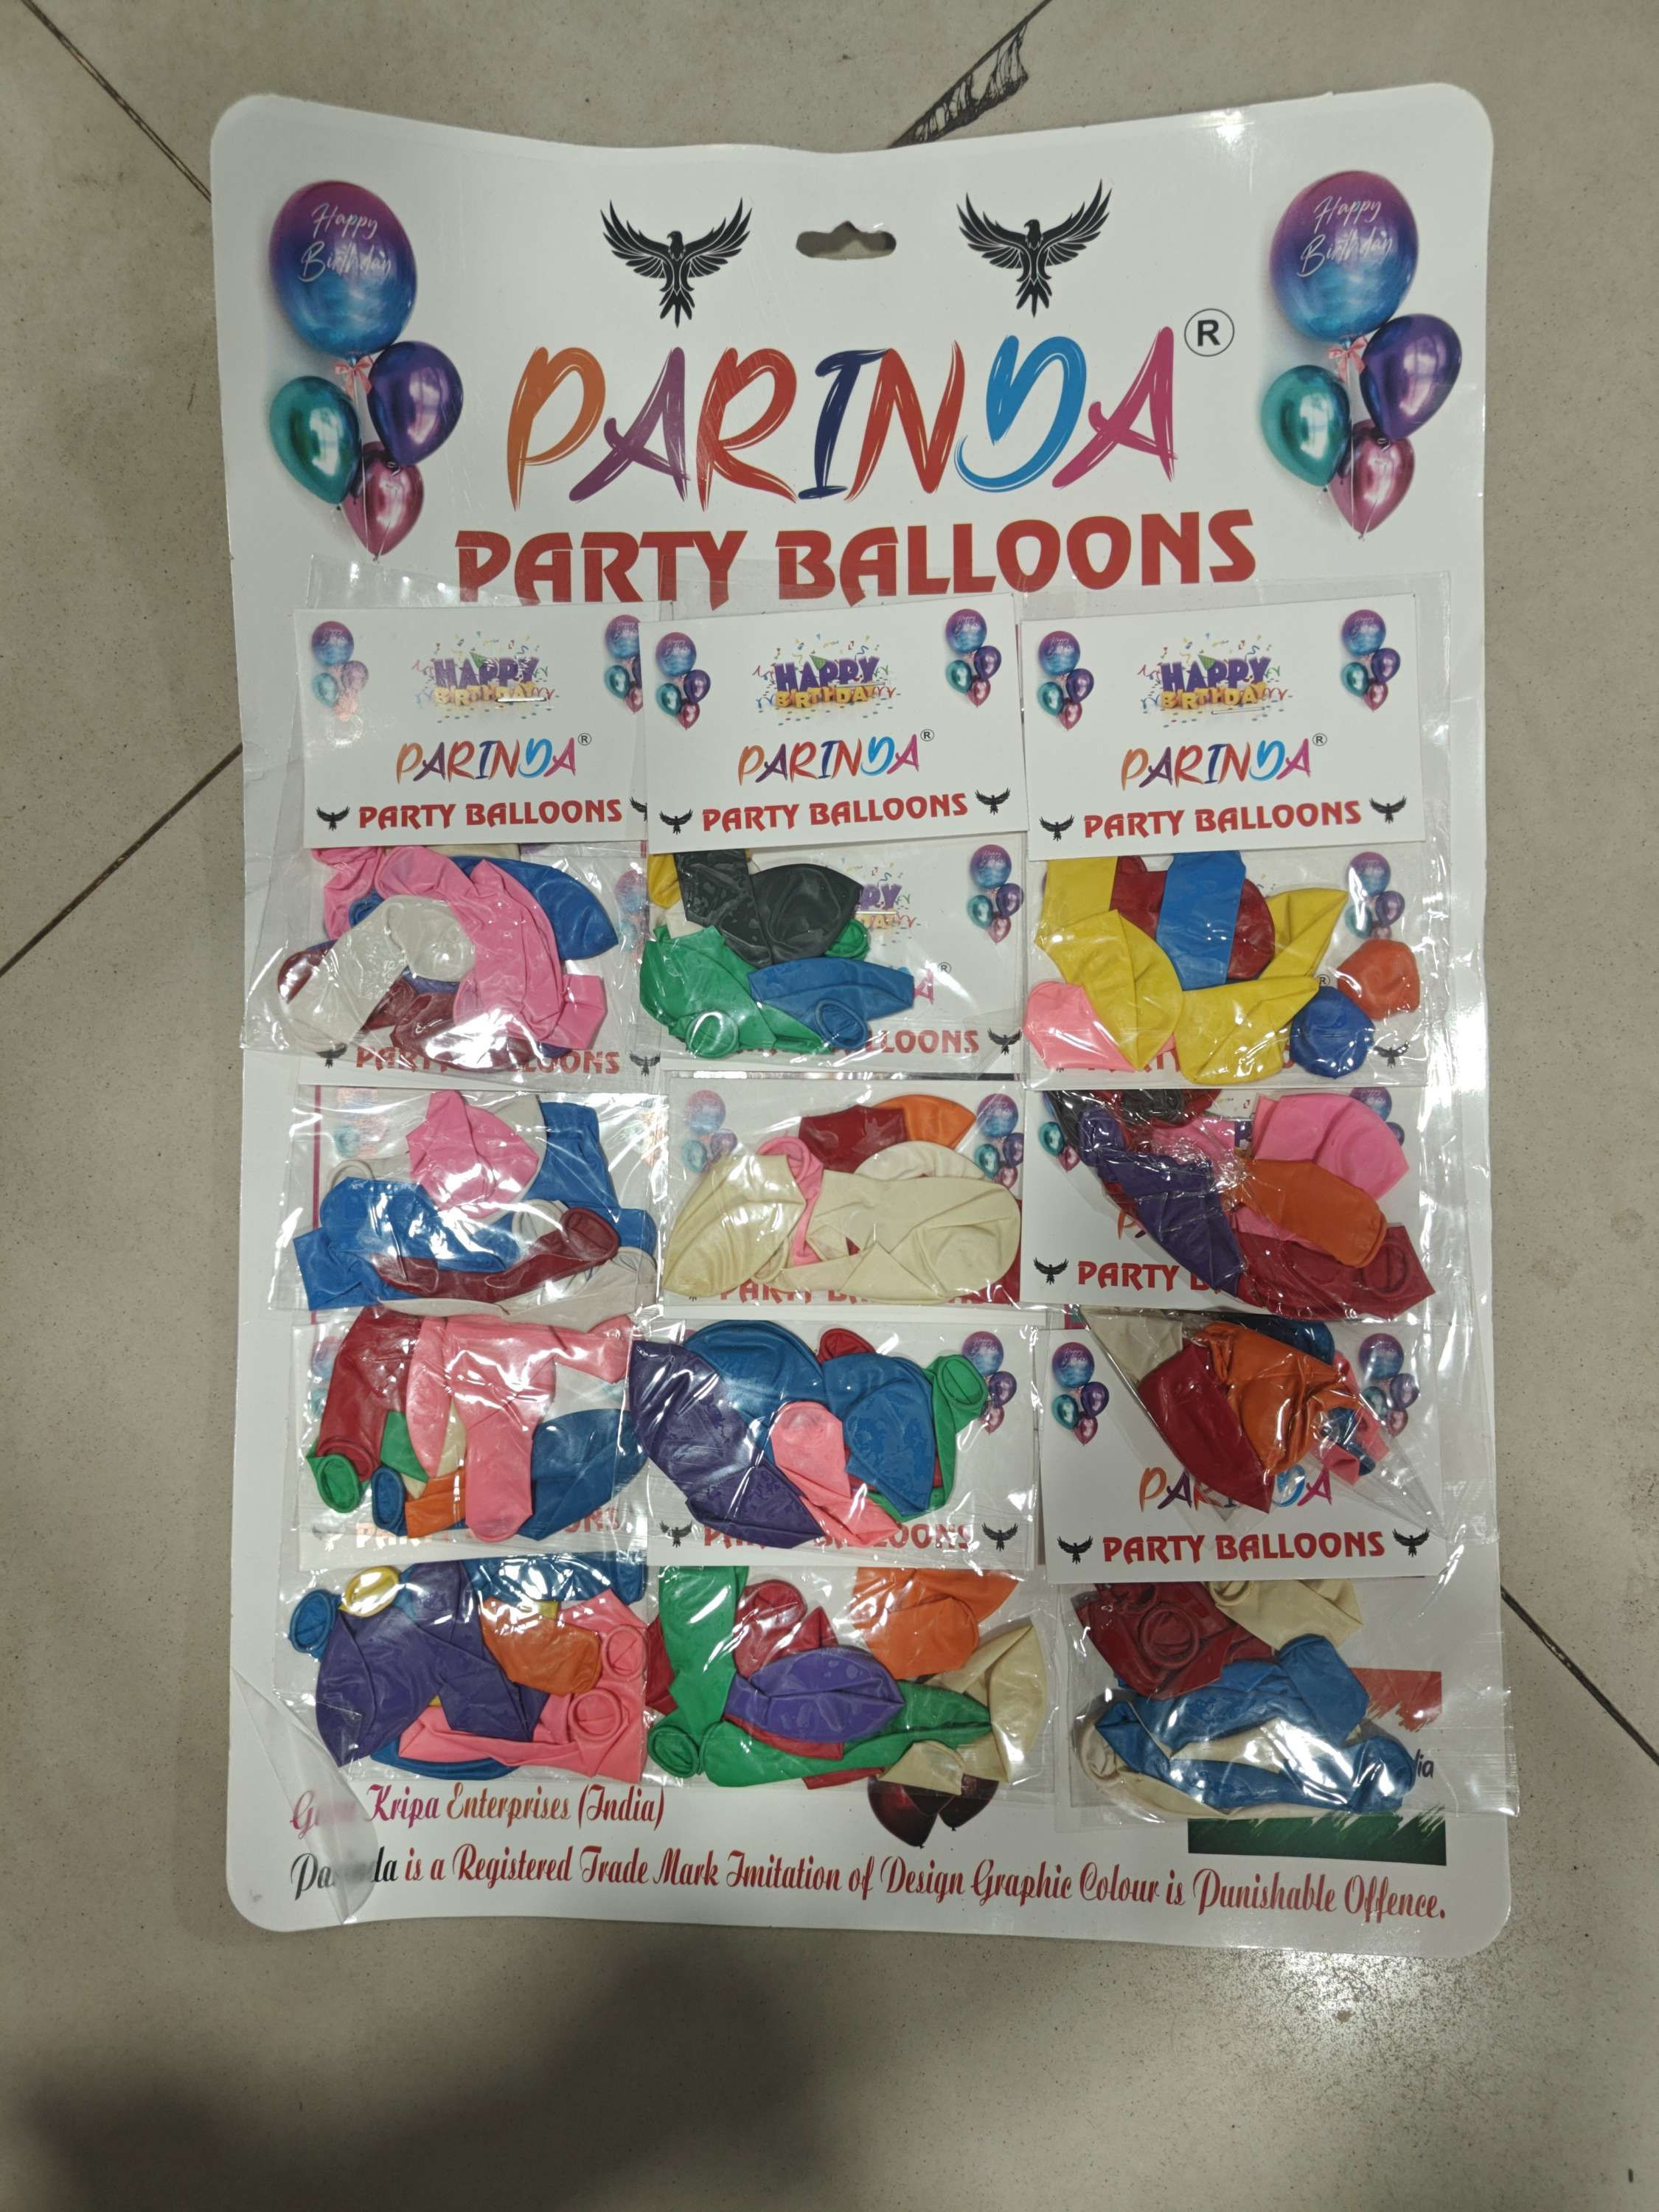 Happy Happy
Birthday Birthday
PARINDA®
PARTY BALLOONS
HAPPY HAPPY HAPPY
BIRTHDAY BIRTHDAY BIRTHDAY
PARINDA® PARINDA® PARINDA®
PARTY BALLOONS PARTY BALLOONS PARTY BALLOONS
PARTY
PARTY BALLOONS
Kripa Enterprises (India)
Parinda is a Registered Trade Mark Imitation of Design Graphic Colour is Punishable Offence.